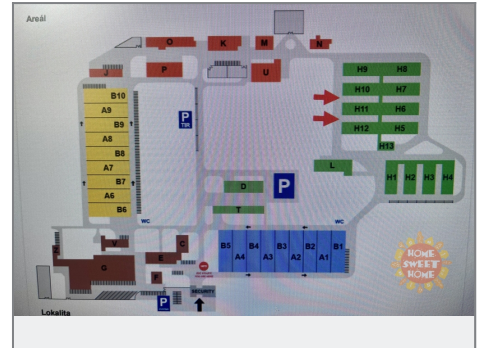 Areál
O
K
M
N
J
P
U
H9 H8
H10 H7
H11 H6
H12 H5
H13
B10
A9
B9
A8
B8
A7
B7
A6
B6
P
TIR
L
H1 H2 H3 H4
D
P
T
WC
WC
B5 B4 B3 B2 B1
A4 A3 A2 A1
V
C
E
G
F
SECURITY
P
HOME
SWEET
HOME
Lokalita